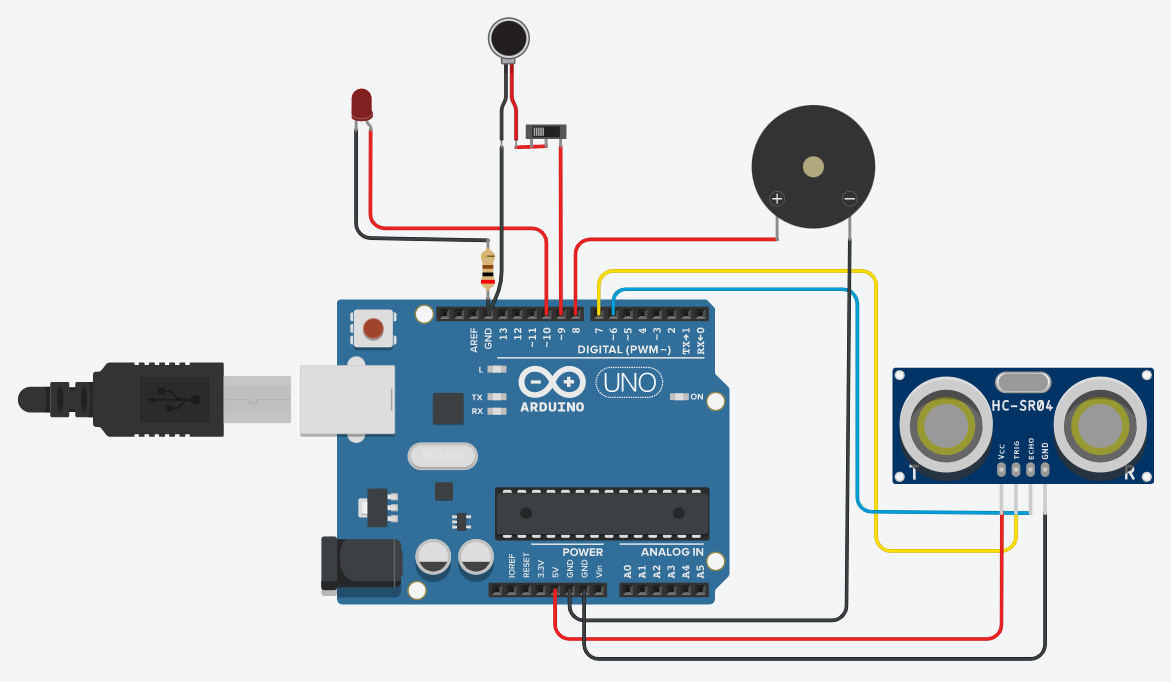 + −
AREF
GND
13
12
~11
~10
~9
8
7
~6
~5
~4
~3
2
TX→1
RX←0
DIGITAL (PWM~)
L
TX
RX
ARDUINO
UNO
ON
HC-SR04
Vcc
TRIG
ECHO
GND
T
R
POWER
ANALOG IN
IOREF
RESET
3.3V
5V
GND
GND
Vin
A0
A1
A2
A3
A4
A5